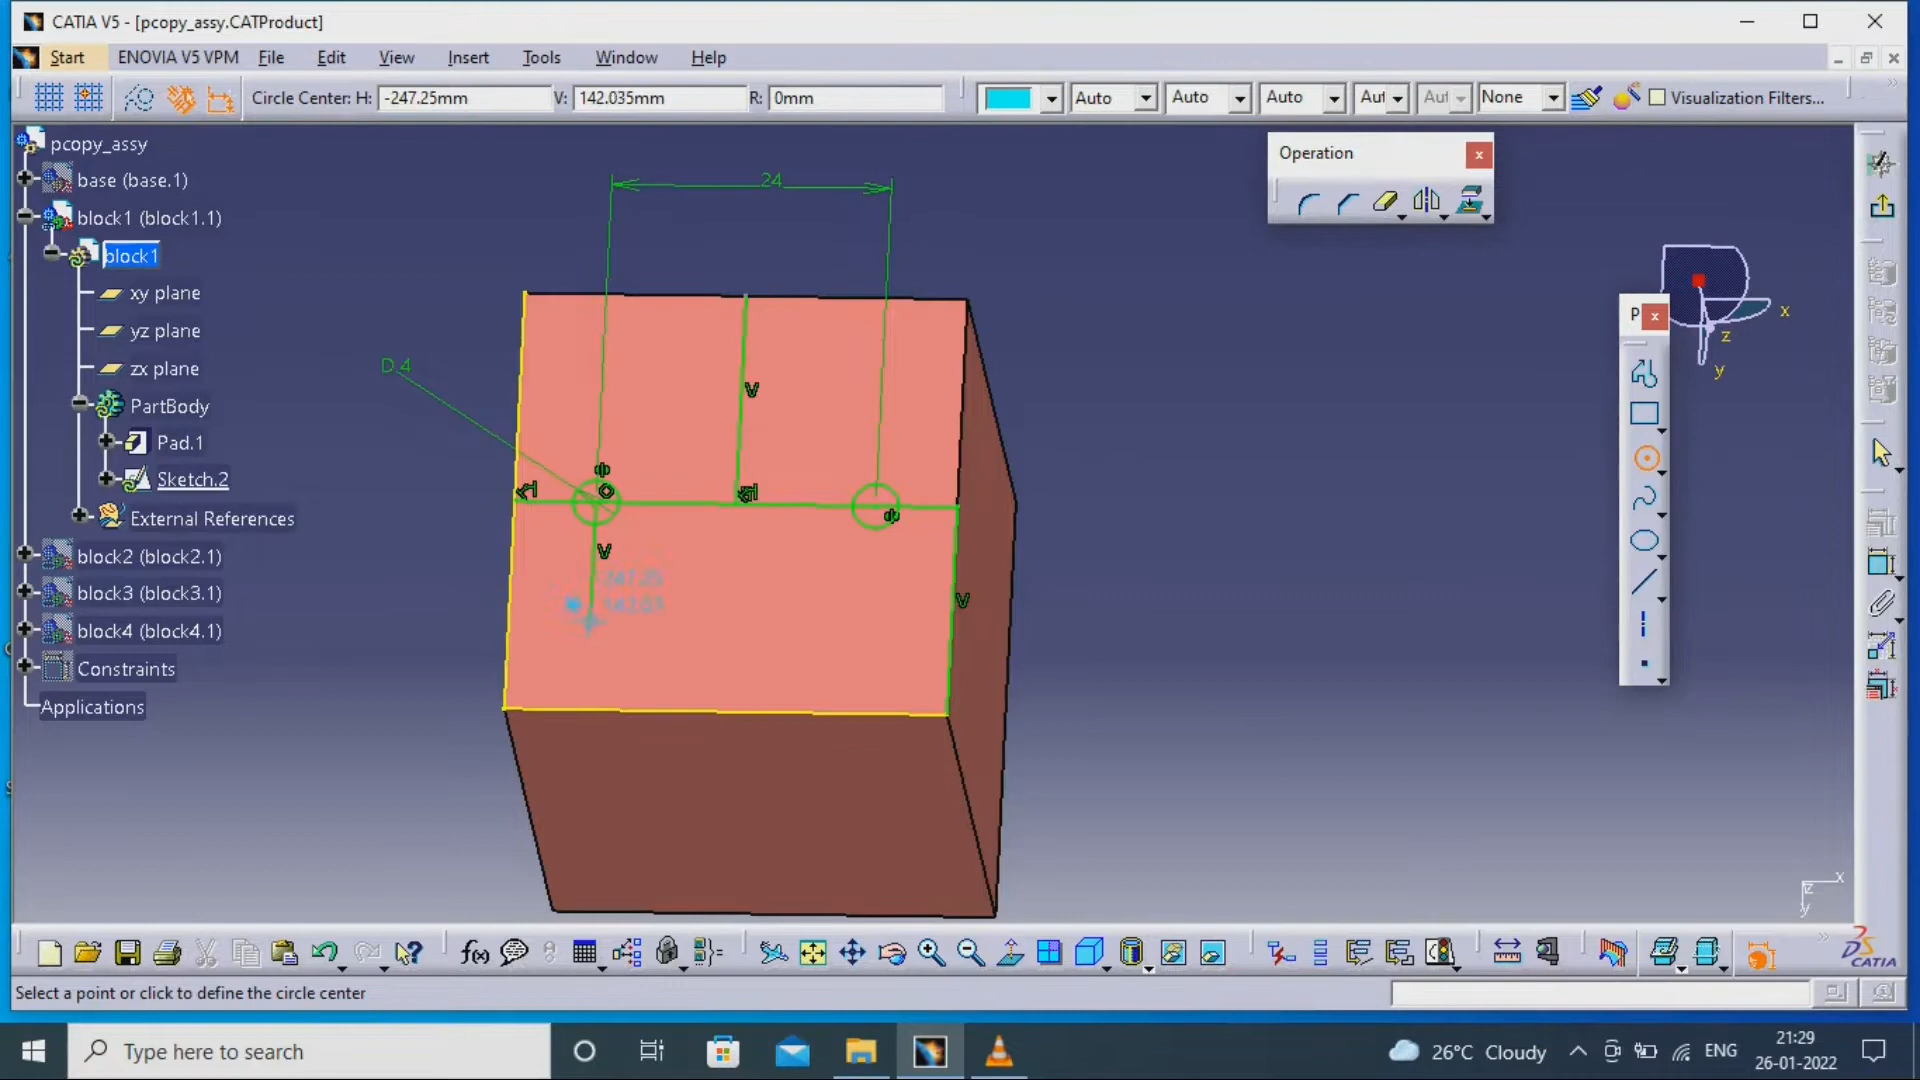 CATIA V5 - [pcopy_assy.CATProduct]
Start ENOVIA V5 VPM File Edit View Insert Tools Window Help
Circle Center: H: -247.25mm V: 142.035mm R: 0mm Auto Auto Auto Aut Aut None Visualization Filters...
pcopy_assy
base (base.1)
block1 (block1.1)
block1
xy plane
yz plane
zx plane
PartBody
Pad.1
Sketch.2
External References
block2 (block2.1)
block3 (block3.1)
block4 (block4.1)
Constraints
Applications
Operation
24
D 4
V
V
V
P
x
z
y
x
z
y
f(x)
CATIA
Select a point or click to define the circle center
Type here to search
26°C Cloudy
ENG
21:29
26-01-2022